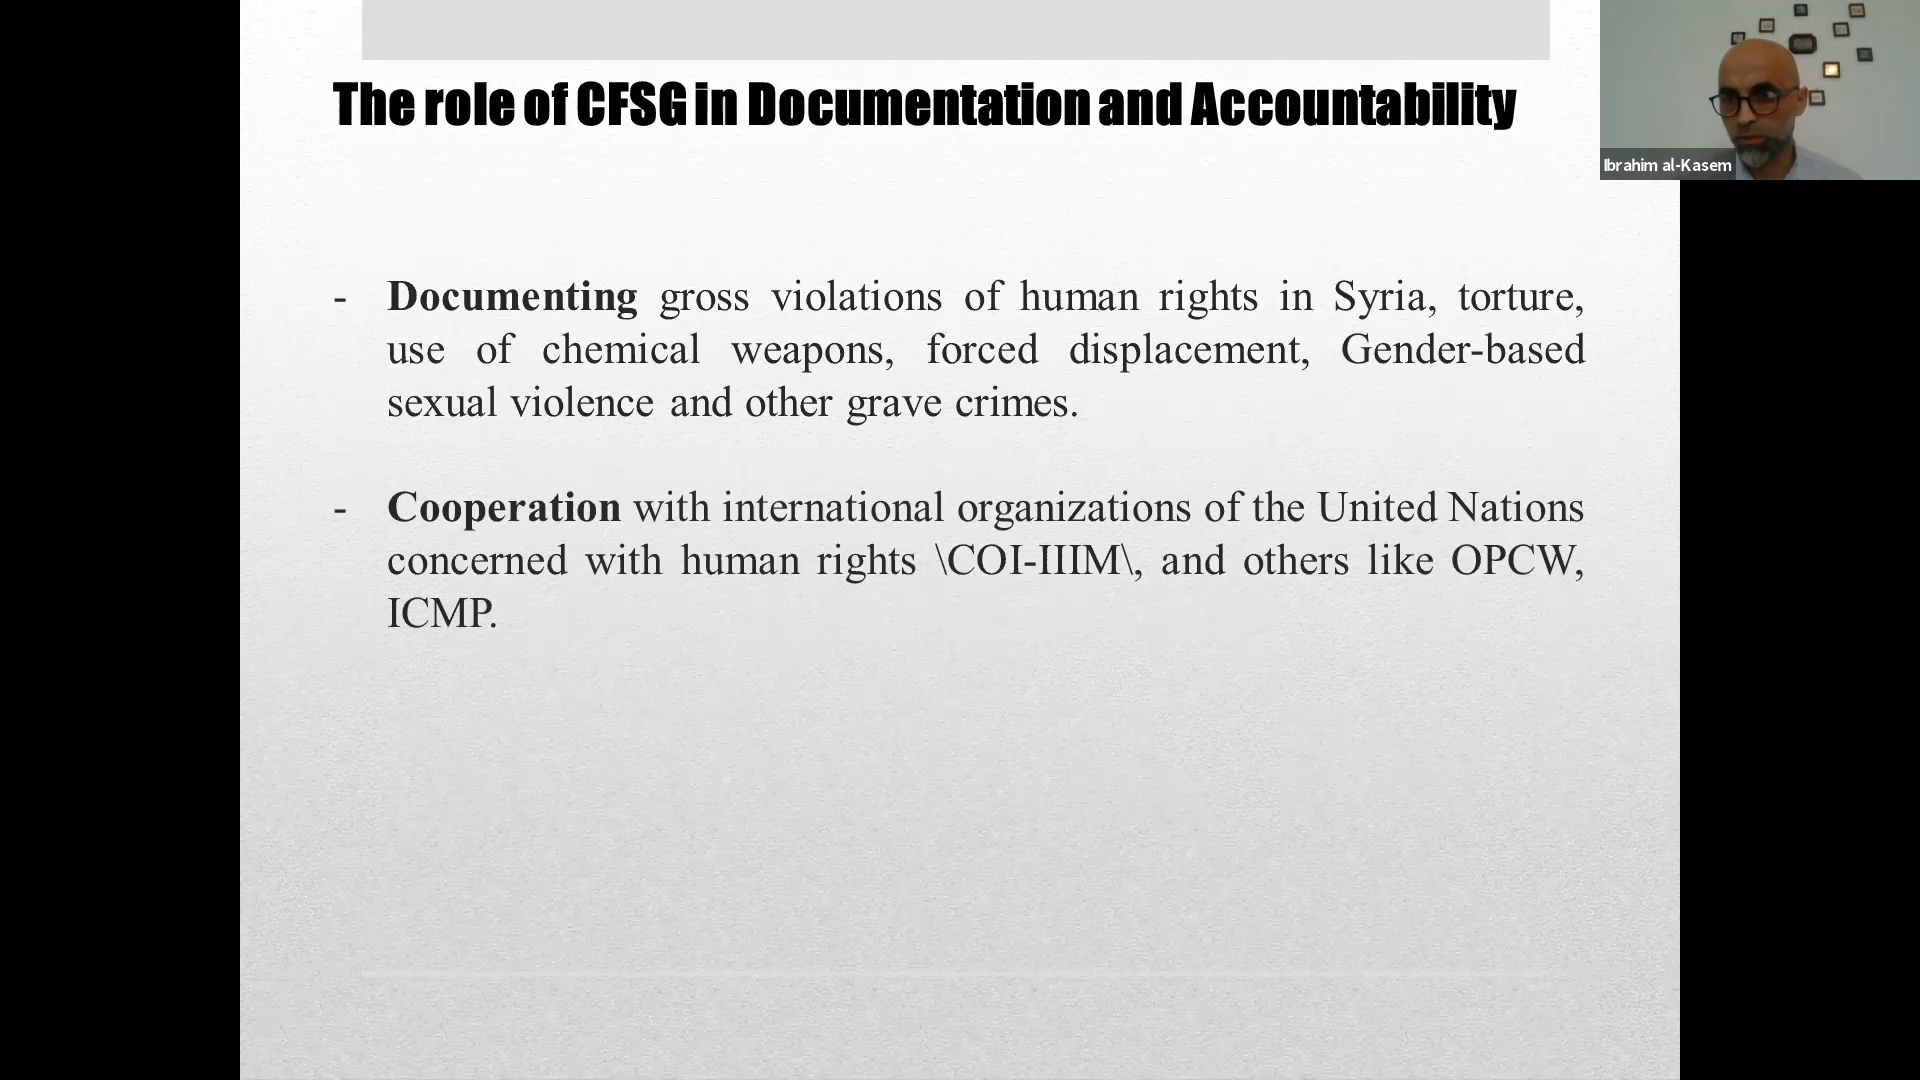 The role of CFSG in Documentation and Accountability
Ibrahim al-Kasem
- Documenting gross violations of human rights in Syria, torture,
use of chemical weapons, forced displacement, Gender-based
sexual violence and other grave crimes.
- Cooperation with international organizations of the United Nations
concerned with human rights \COI-IIIM\, and others like OPCW,
ICMP.